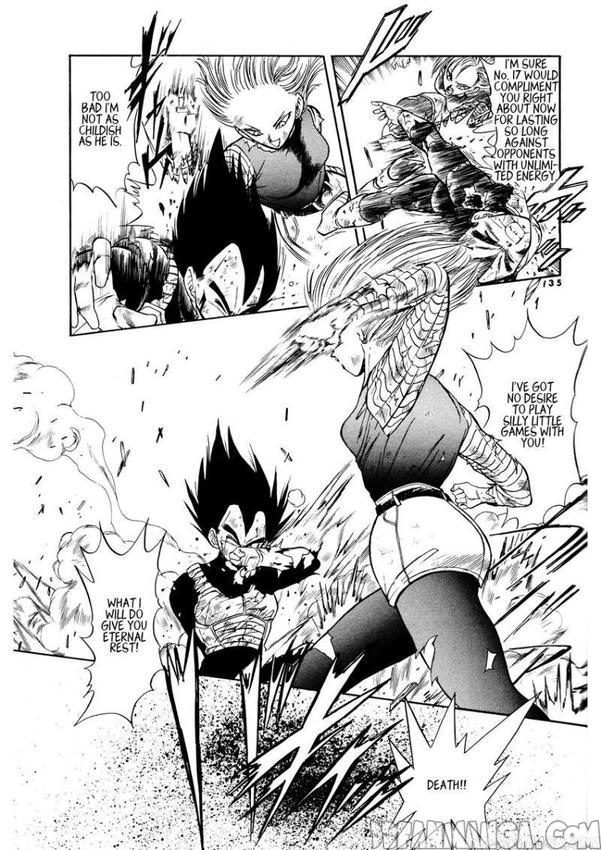 I'M SURE
No. 17 WOULD
COMPLIMENT
YOU RIGHT
ABOUT NOW
FOR LASTING
SO LONG
AGAINST
OPPONENTS
WITH UNLIMI-
TED ENERGY.
TOO
BAD I'M
NOT AS
CHILDISH
AS HE IS.
135
I'VE GOT
NO DESIRE
TO PLAY
SILLY LITTLE
GAMES WITH
YOU!
WHAT I
WILL DO
GIVE YOU
ETERNAL
REST!
DEATH!!